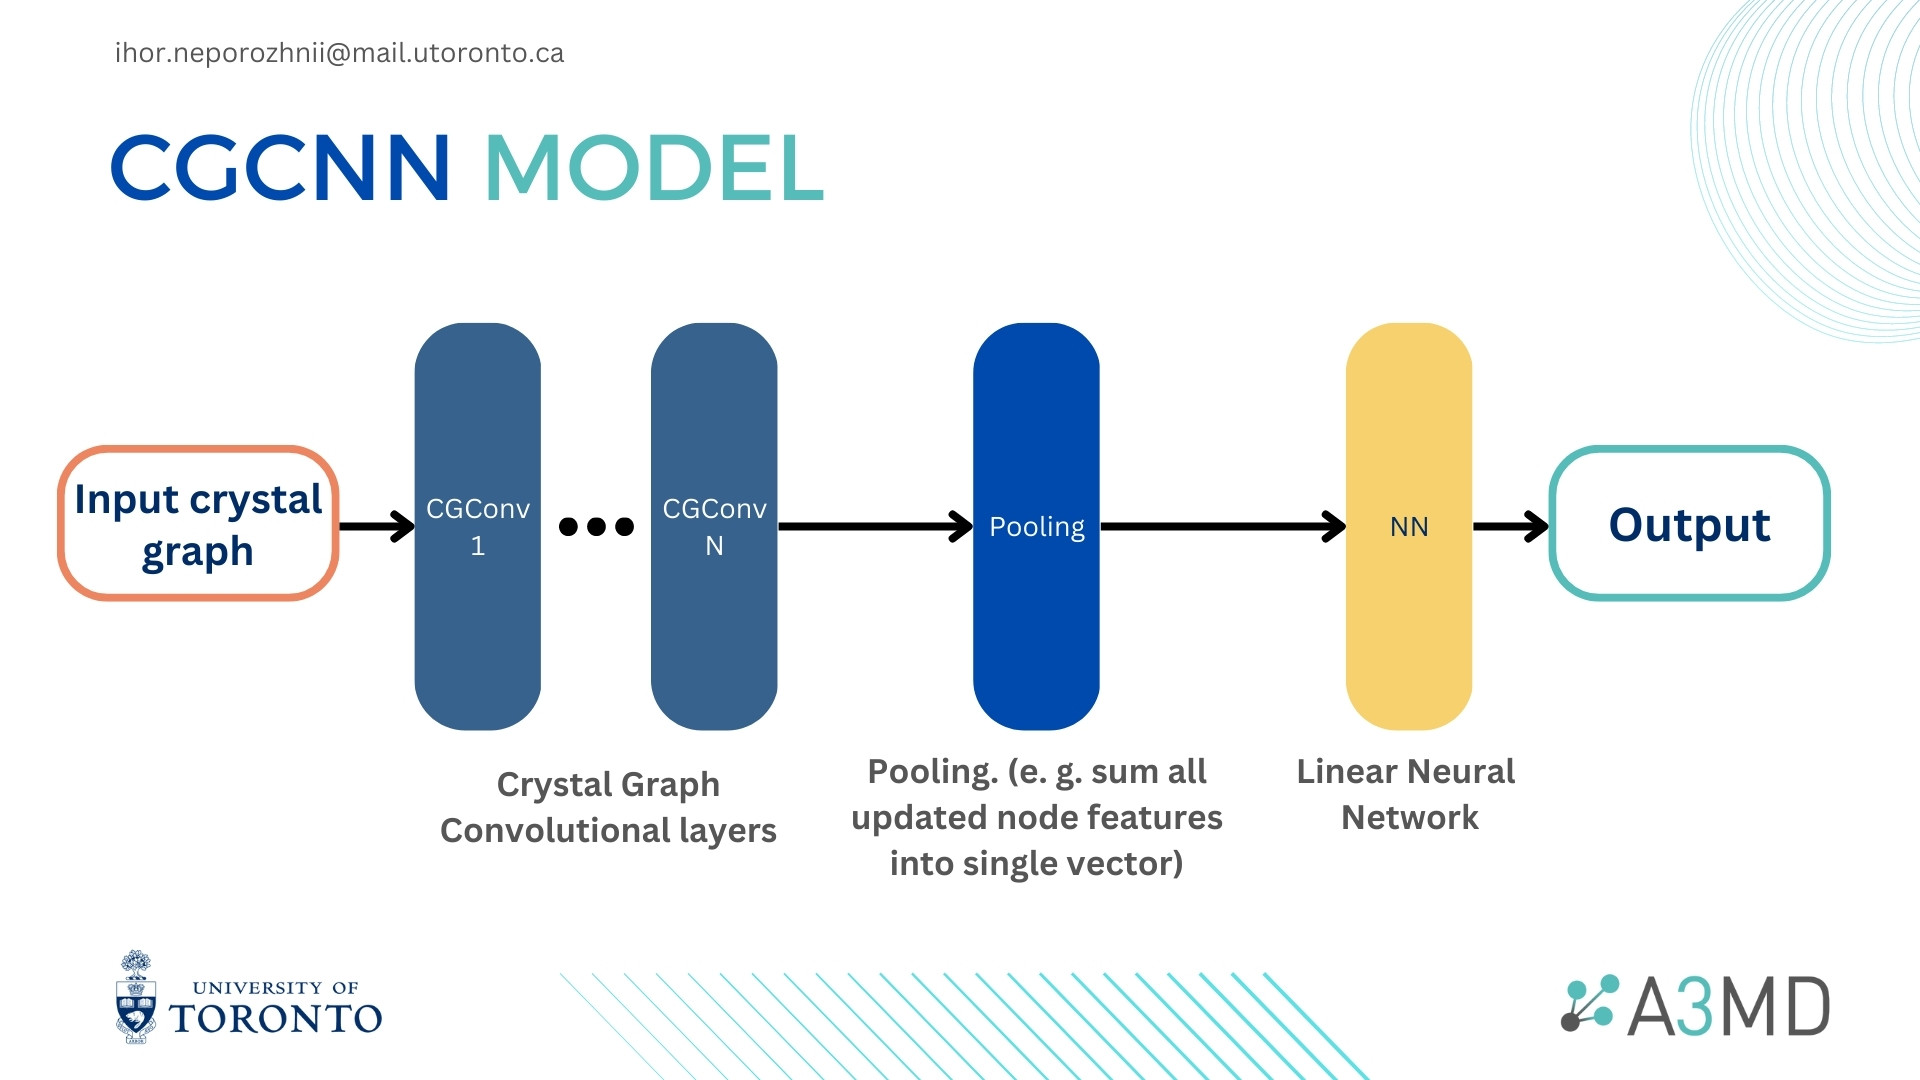 ihor.neporozhnii@mail.utoronto.ca
CGCNN MODEL
Input crystal
graph
CGConv
1
CGConv
N
Pooling
NN
Output
Crystal Graph
Convolutional layers
Pooling. (e. g. sum all
updated node features
into single vector)
Linear Neural
Network
UNIVERSITY OF
TORONTO
A3MD